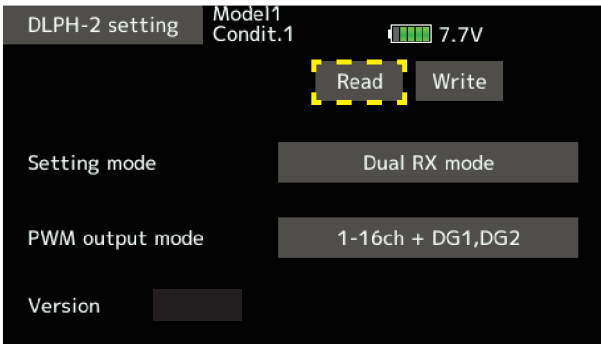 DLPH-2 setting
Model1
Condit.1
7.7V
Read
Write
Setting mode
Dual RX mode
PWM output mode
1-16ch + DG1,DG2
Version